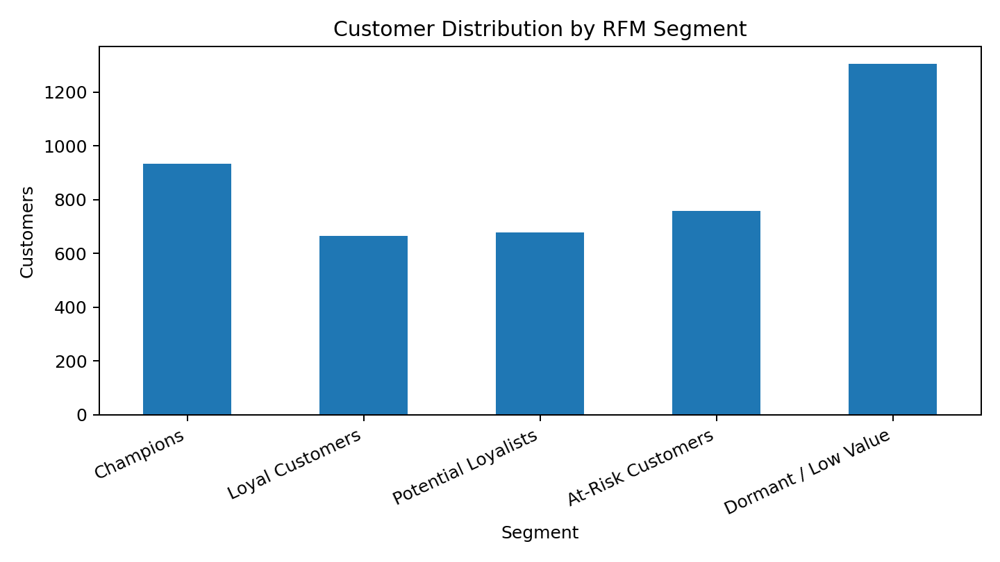 Customer Distribution by RFM Segment
Customers
1200
1000
800
600
400
200
0
Champions
Loyal Customers
Potential Loyalists
At-Risk Customers
Dormant / Low Value
Segment